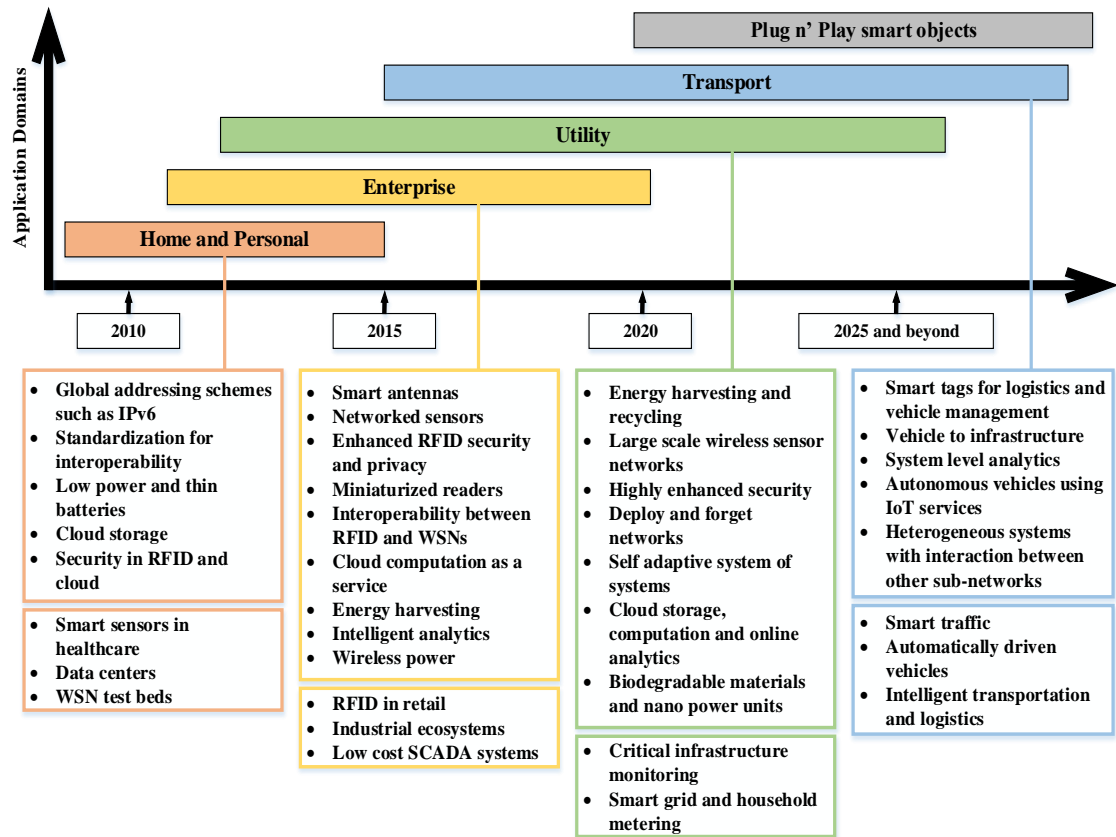 Plug n’ Play smart objects
Transport
Utility
Enterprise
Home and Personal
Application Domains
2010
2015
2020
2025 and beyond
• Global addressing schemes
such as IPv6
• Standardization for
interoperability
• Low power and thin
batteries
• Cloud storage
• Security in RFID and
cloud
• Smart sensors in
healthcare
• Data centers
• WSN test beds
• Smart antennas
• Networked sensors
• Enhanced RFID security
and privacy
• Miniaturized readers
• Interoperability between
RFID and WSNs
• Cloud computation as a
service
• Energy harvesting
• Intelligent analytics
• Wireless power
• RFID in retail
• Industrial ecosystems
• Low cost SCADA systems
• Energy harvesting and
recycling
• Large scale wireless sensor
networks
• Highly enhanced security
• Deploy and forget
networks
• Self adaptive system of
systems
• Cloud storage,
computation and online
analytics
• Biodegradable materials
and nano power units
• Critical infrastructure
monitoring
• Smart grid and household
metering
• Smart tags for logistics and
vehicle management
• Vehicle to infrastructure
• System level analytics
• Autonomous vehicles using
IoT services
• Heterogeneous systems
with interaction between
other sub-networks
• Smart traffic
• Automatically driven
vehicles
• Intelligent transportation
and logistics